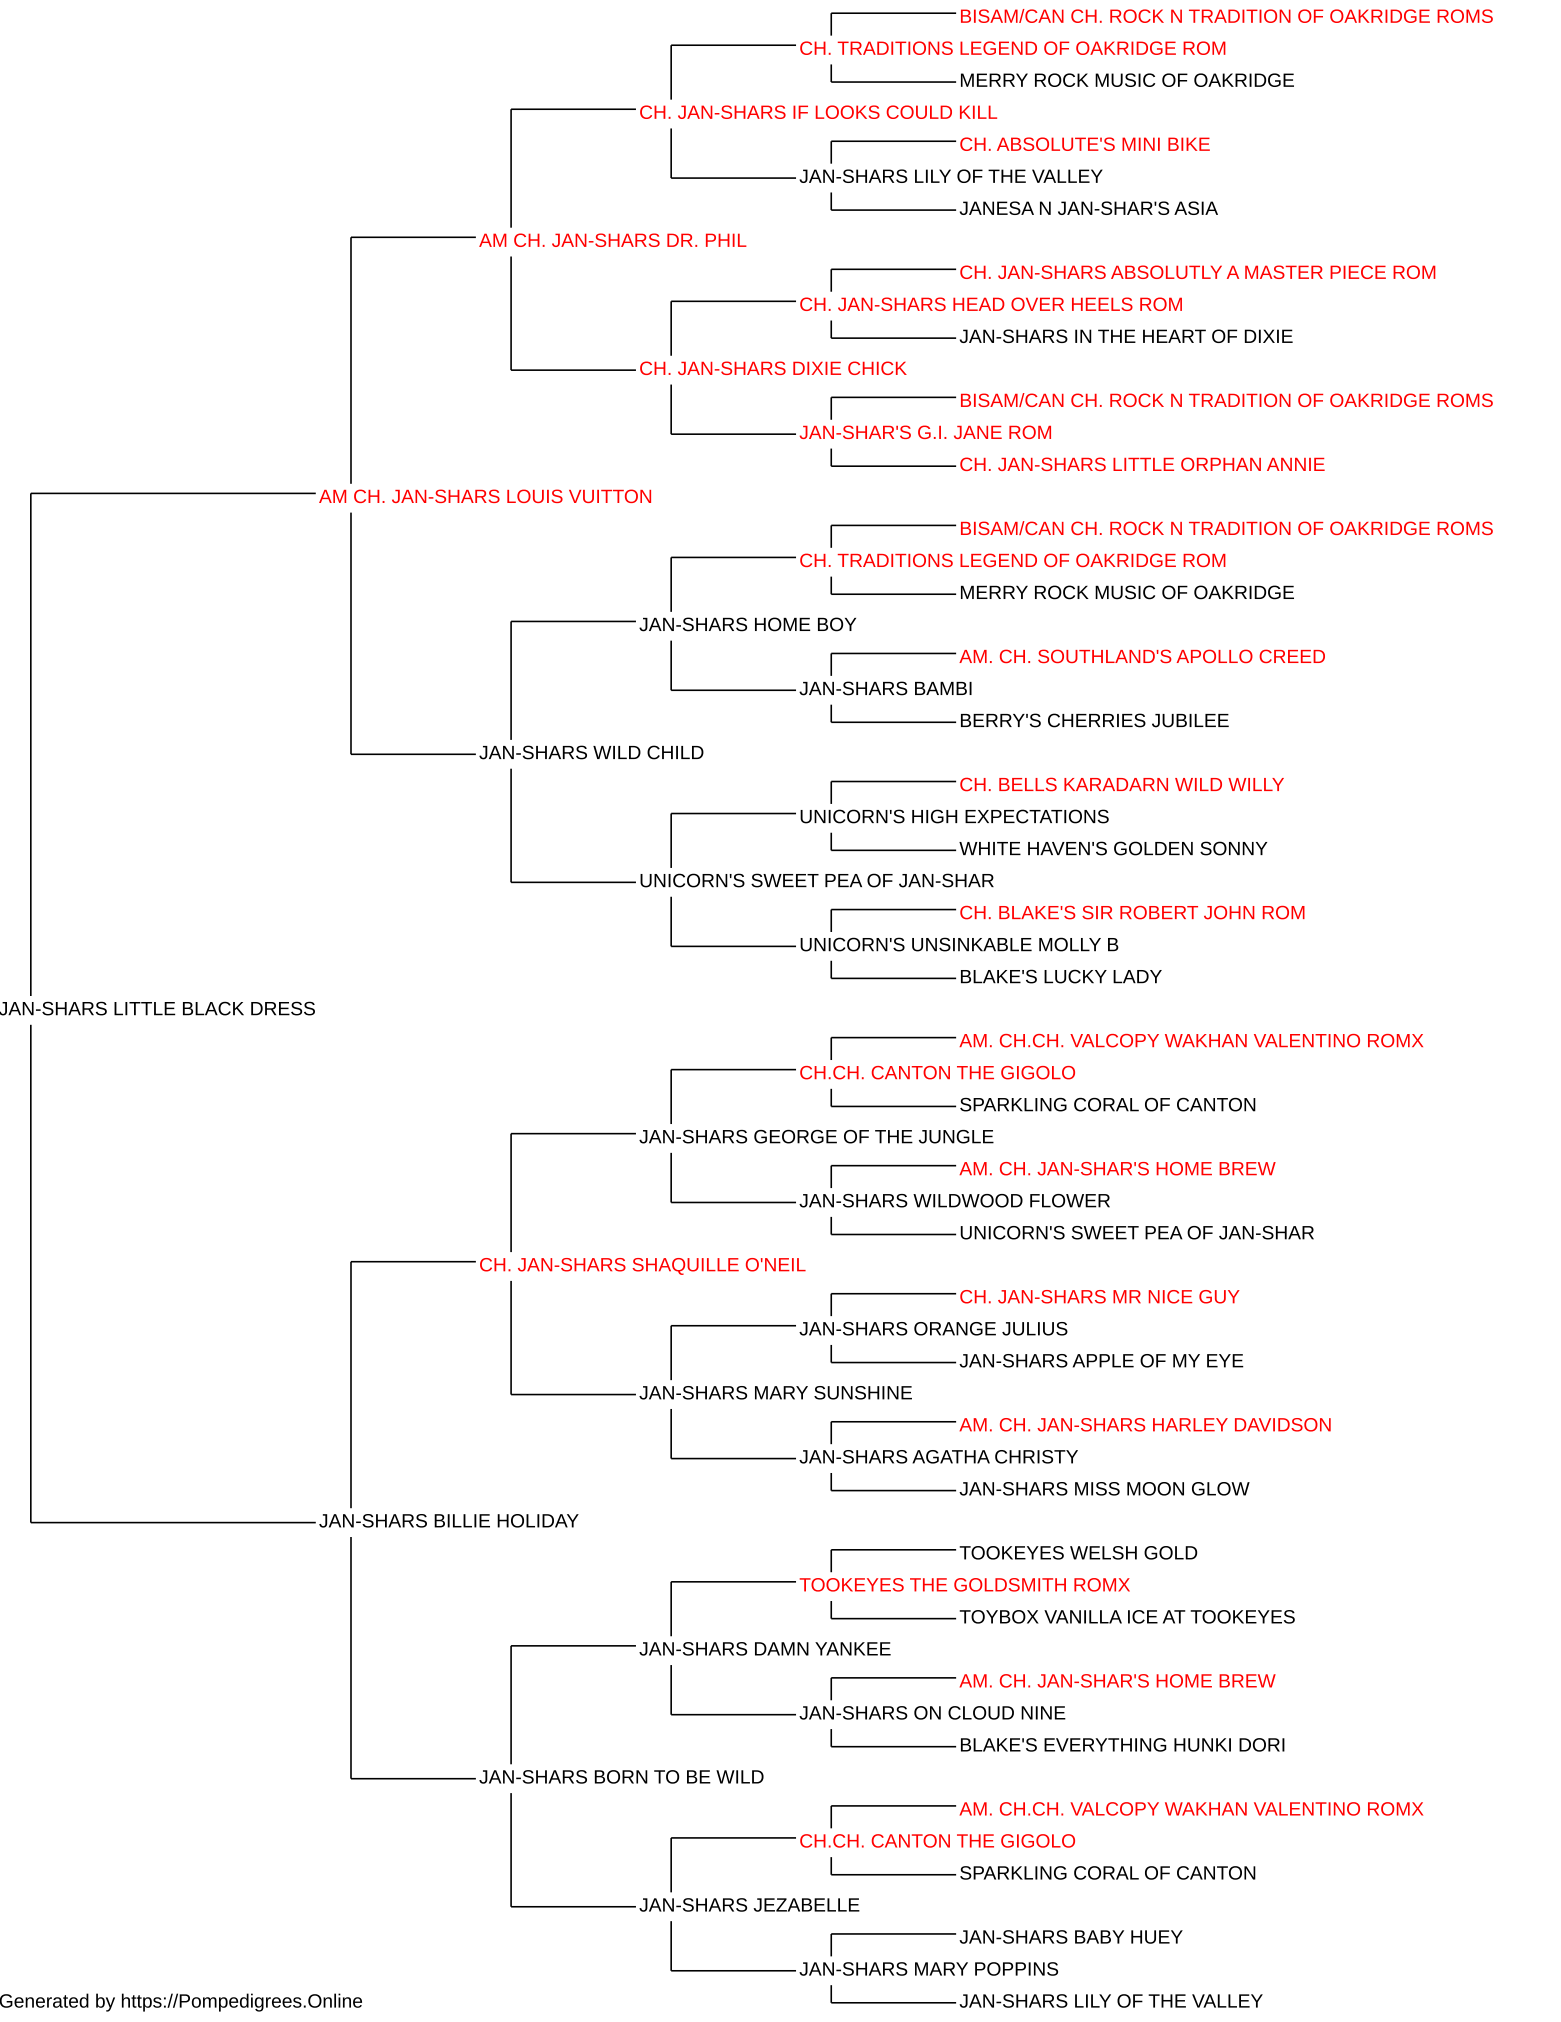 BISAM/CAN CH. ROCK N TRADITION OF OAKRIDGE ROMS
CH. TRADITIONS LEGEND OF OAKRIDGE ROM
MERRY ROCK MUSIC OF OAKRIDGE
CH. JAN-SHARS IF LOOKS COULD KILL
CH. ABSOLUTE'S MINI BIKE
JAN-SHARS LILY OF THE VALLEY
JANESA N JAN-SHAR'S ASIA
AM CH. JAN-SHARS DR. PHIL
CH. JAN-SHARS ABSOLUTLY A MASTER PIECE ROM
CH. JAN-SHARS HEAD OVER HEELS ROM
JAN-SHARS IN THE HEART OF DIXIE
CH. JAN-SHARS DIXIE CHICK
BISAM/CAN CH. ROCK N TRADITION OF OAKRIDGE ROMS
JAN-SHAR'S G.I. JANE ROM
CH. JAN-SHARS LITTLE ORPHAN ANNIE
AM CH. JAN-SHARS LOUIS VUITTON
BISAM/CAN CH. ROCK N TRADITION OF OAKRIDGE ROMS
CH. TRADITIONS LEGEND OF OAKRIDGE ROM
MERRY ROCK MUSIC OF OAKRIDGE
JAN-SHARS HOME BOY
AM. CH. SOUTHLAND'S APOLLO CREED
JAN-SHARS BAMBI
BERRY'S CHERRIES JUBILEE
JAN-SHARS WILD CHILD
CH. BELLS KARADARN WILD WILLY
UNICORN'S HIGH EXPECTATIONS
WHITE HAVEN'S GOLDEN SONNY
UNICORN'S SWEET PEA OF JAN-SHAR
CH. BLAKE'S SIR ROBERT JOHN ROM
UNICORN'S UNSINKABLE MOLLY B
BLAKE'S LUCKY LADY
JAN-SHARS LITTLE BLACK DRESS
AM. CH.CH. VALCOPY WAKHAN VALENTINO ROMX
CH.CH. CANTON THE GIGOLO
SPARKLING CORAL OF CANTON
JAN-SHARS GEORGE OF THE JUNGLE
AM. CH. JAN-SHAR'S HOME BREW
JAN-SHARS WILDWOOD FLOWER
UNICORN'S SWEET PEA OF JAN-SHAR
CH. JAN-SHARS SHAQUILLE O'NEIL
CH. JAN-SHARS MR NICE GUY
JAN-SHARS ORANGE JULIUS
JAN-SHARS APPLE OF MY EYE
JAN-SHARS MARY SUNSHINE
AM. CH. JAN-SHARS HARLEY DAVIDSON
JAN-SHARS AGATHA CHRISTY
JAN-SHARS MISS MOON GLOW
JAN-SHARS BILLIE HOLIDAY
TOOKEYES WELSH GOLD
TOOKEYES THE GOLDSMITH ROMX
TOYBOX VANILLA ICE AT TOOKEYES
JAN-SHARS DAMN YANKEE
AM. CH. JAN-SHAR'S HOME BREW
JAN-SHARS ON CLOUD NINE
BLAKE'S EVERYTHING HUNKI DORI
JAN-SHARS BORN TO BE WILD
AM. CH.CH. VALCOPY WAKHAN VALENTINO ROMX
CH.CH. CANTON THE GIGOLO
SPARKLING CORAL OF CANTON
JAN-SHARS JEZABELLE
JAN-SHARS BABY HUEY
JAN-SHARS MARY POPPINS
JAN-SHARS LILY OF THE VALLEY
Generated by https://Pompedigrees.Online